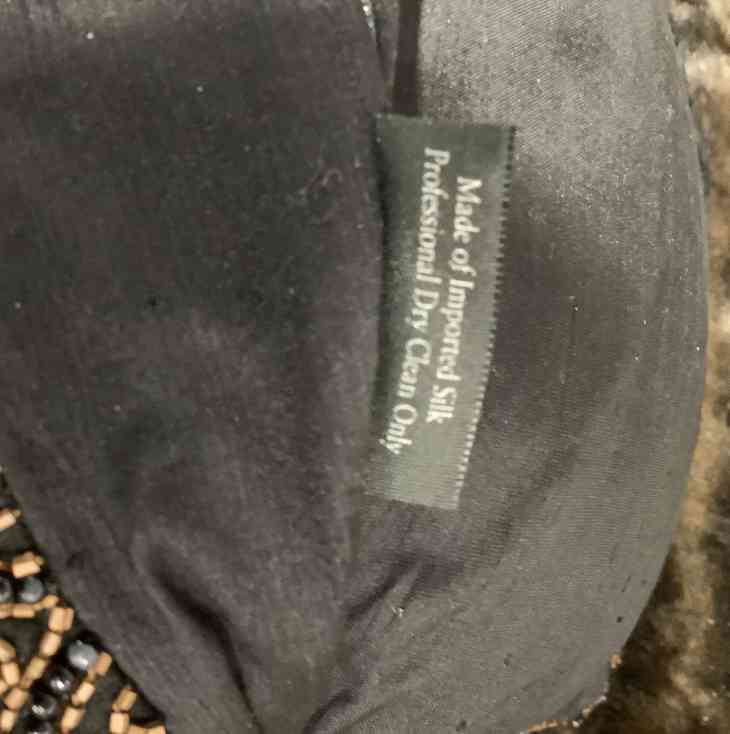 Made of Imported Silk
Professional Dry Clean Only